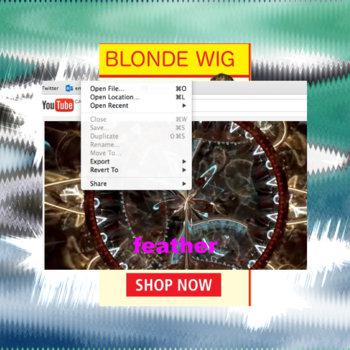 BLONDE WIG
Twitter
YouTube
Open File... ⌘O
Open Location... ⌘L
Open Recent
Close ⌘W
Save... ⌘S
Duplicate ⇧⌘S
Rename...
Move To...
Export
Revert To
Share
feather
SHOP NOW